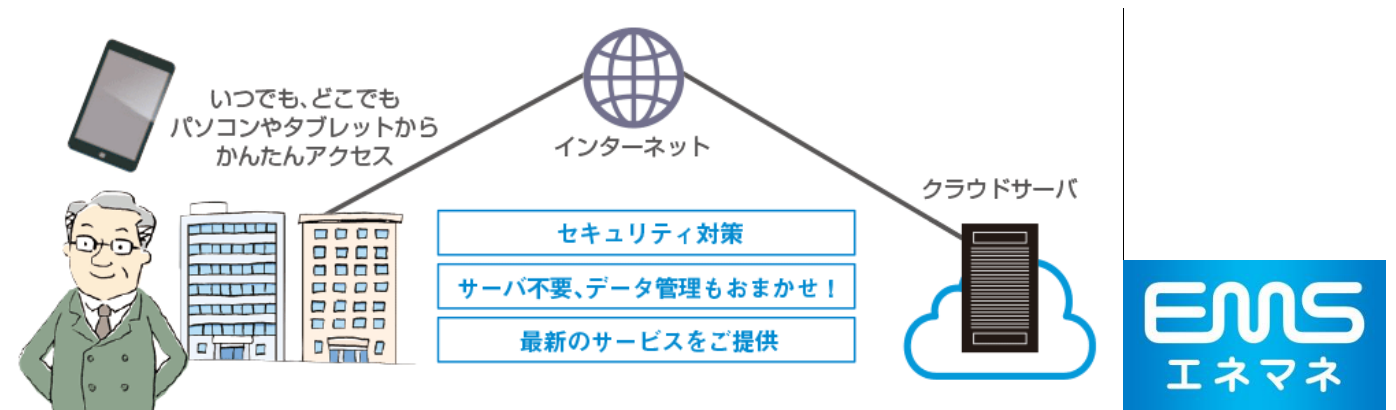 いつでも、どこでも
パソコンやタブレットから
かんたんアクセス
インターネット
クラウドサーバ
セキュリティ対策
サーバ不要、データ管理もおまかせ！
最新のサービスをご提供
EMS
エネマネ